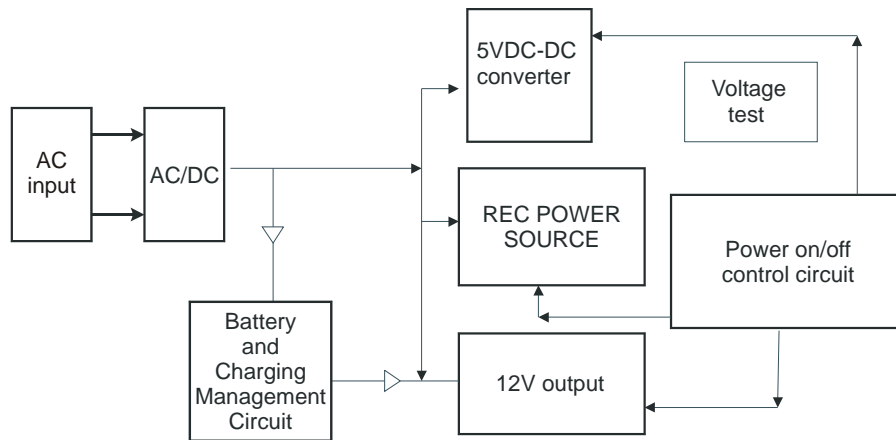 AC
input
AC/DC
5VDC-DC
converter
Voltage
test
REC POWER
SOURCE
Power on/off
control circuit
Battery
and
Charging
Management
Circuit
12V output